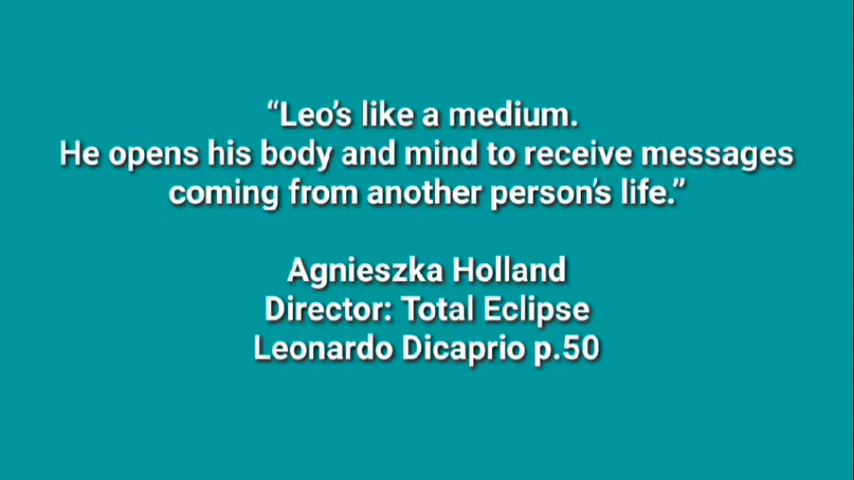 “Leo’s like a medium.
He opens his body and mind to receive messages
coming from another person’s life.”
Agnieszka Holland
Director: Total Eclipse
Leonardo Dicaprio p.50